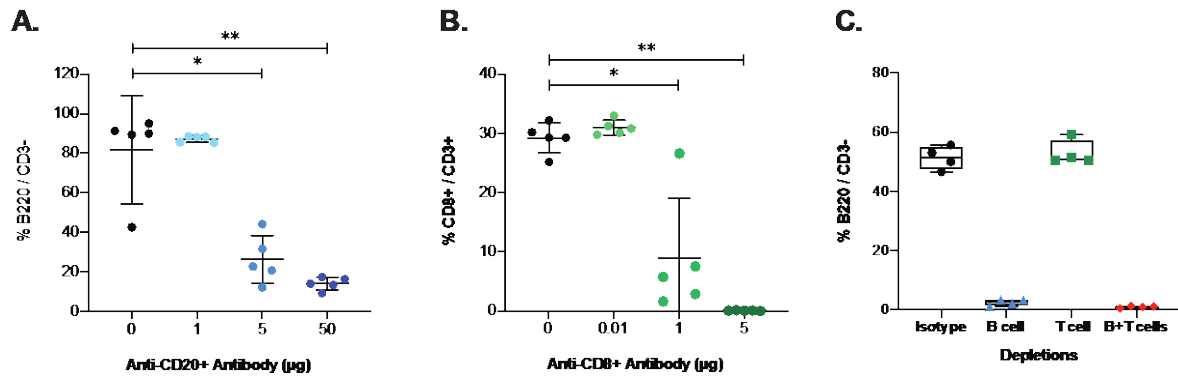 A.
**
*
120
100
80
60
40
20
0
% B220 / CD3-
0 1 5 50
Anti-CD20+ Antibody (µg)
B.
**
*
40
30
20
10
0
% CD8+ / CD3+
0 0.01 1 5
Anti-CD8+ Antibody (µg)
C.
80
60
40
20
0
% B220 / CD3-
Isotype B cell T cell B+T cells
Depletions